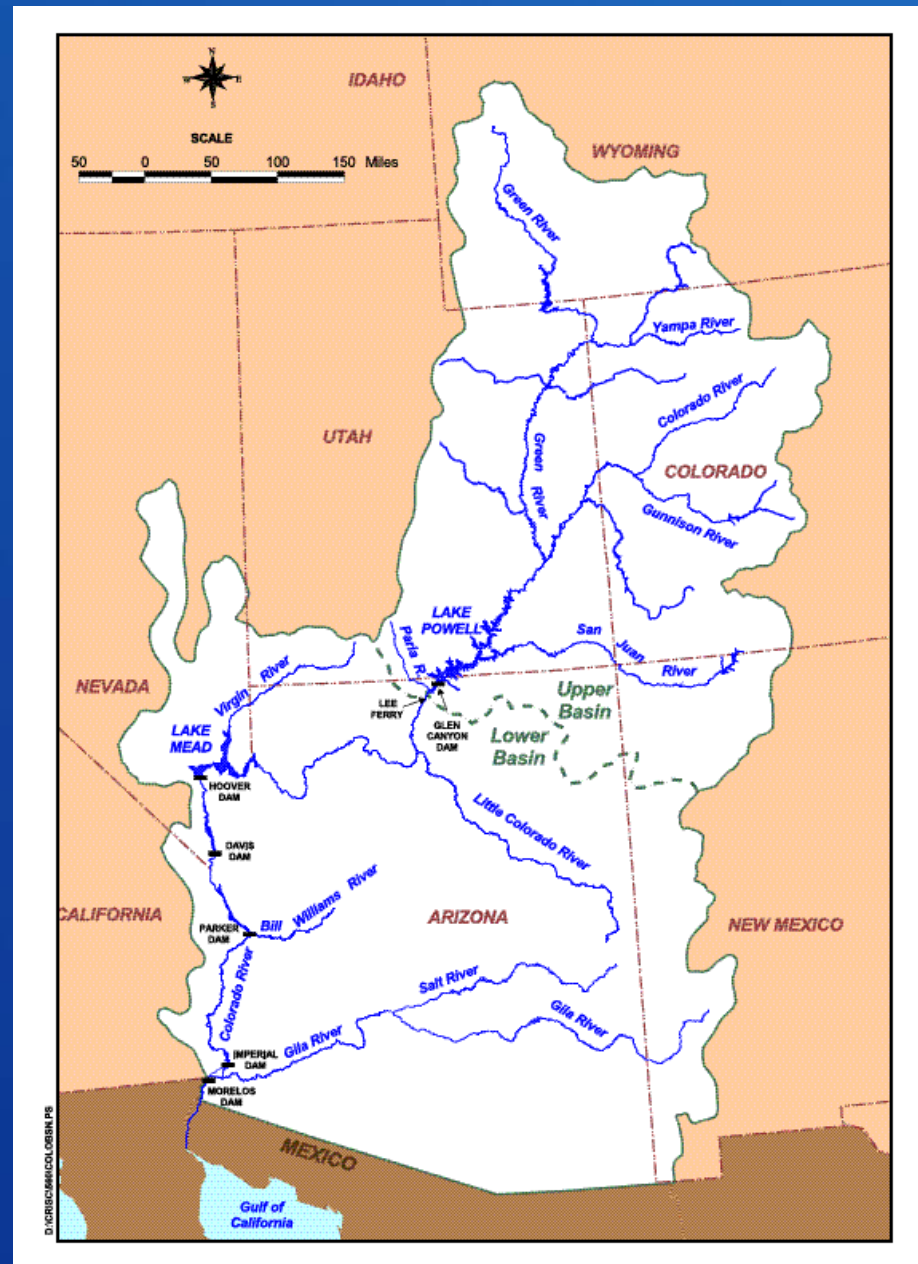 N
W
E
S
IDAHO
SCALE
50 0 50 100 150 Miles
WYOMING
Green River
Yampa River
Colorado River
UTAH
Green River
COLORADO
Gunnison River
LAKE
POWELL
Paria R.
San Juan River
NEVADA
Virgin River
LEE
FERRY
GLEN
CANYON
DAM
Upper
Basin
Lower
Basin
LAKE
MEAD
HOOVER
DAM
Little Colorado River
DAVIS
DAM
CALIFORNIA
PARKER
DAM
Bill Williams River
ARIZONA
NEW MEXICO
Colorado River
Salt River
Gila River
Gila River
IMPERIAL
DAM
MORELOS
DAM
MEXICO
Gulf of
California